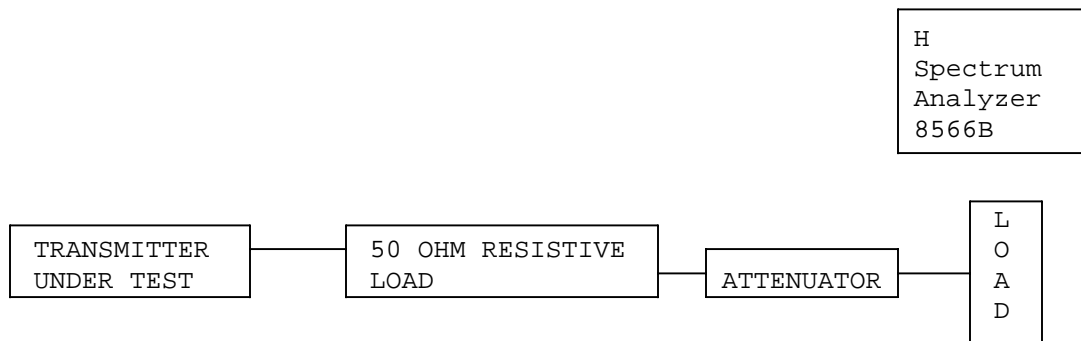 H
Spectrum
Analyzer
8566B
TRANSMITTER
UNDER TEST
50 OHM RESISTIVE
LOAD
ATTENUATOR
L
O
A
D